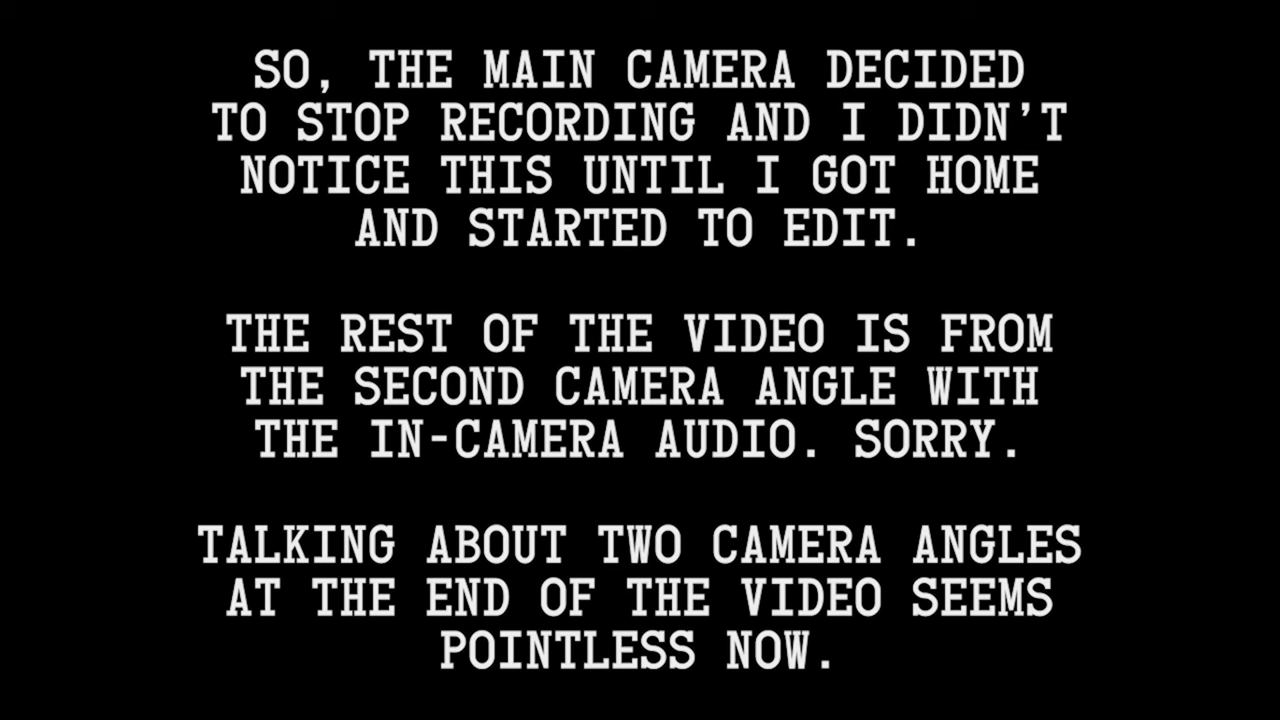 SO, THE MAIN CAMERA DECIDED
TO STOP RECORDING AND I DIDN'T
NOTICE THIS UNTIL I GOT HOME
AND STARTED TO EDIT.
THE REST OF THE VIDEO IS FROM
THE SECOND CAMERA ANGLE WITH
THE IN-CAMERA AUDIO. SORRY.
TALKING ABOUT TWO CAMERA ANGLES
AT THE END OF THE VIDEO SEEMS
POINTLESS NOW.